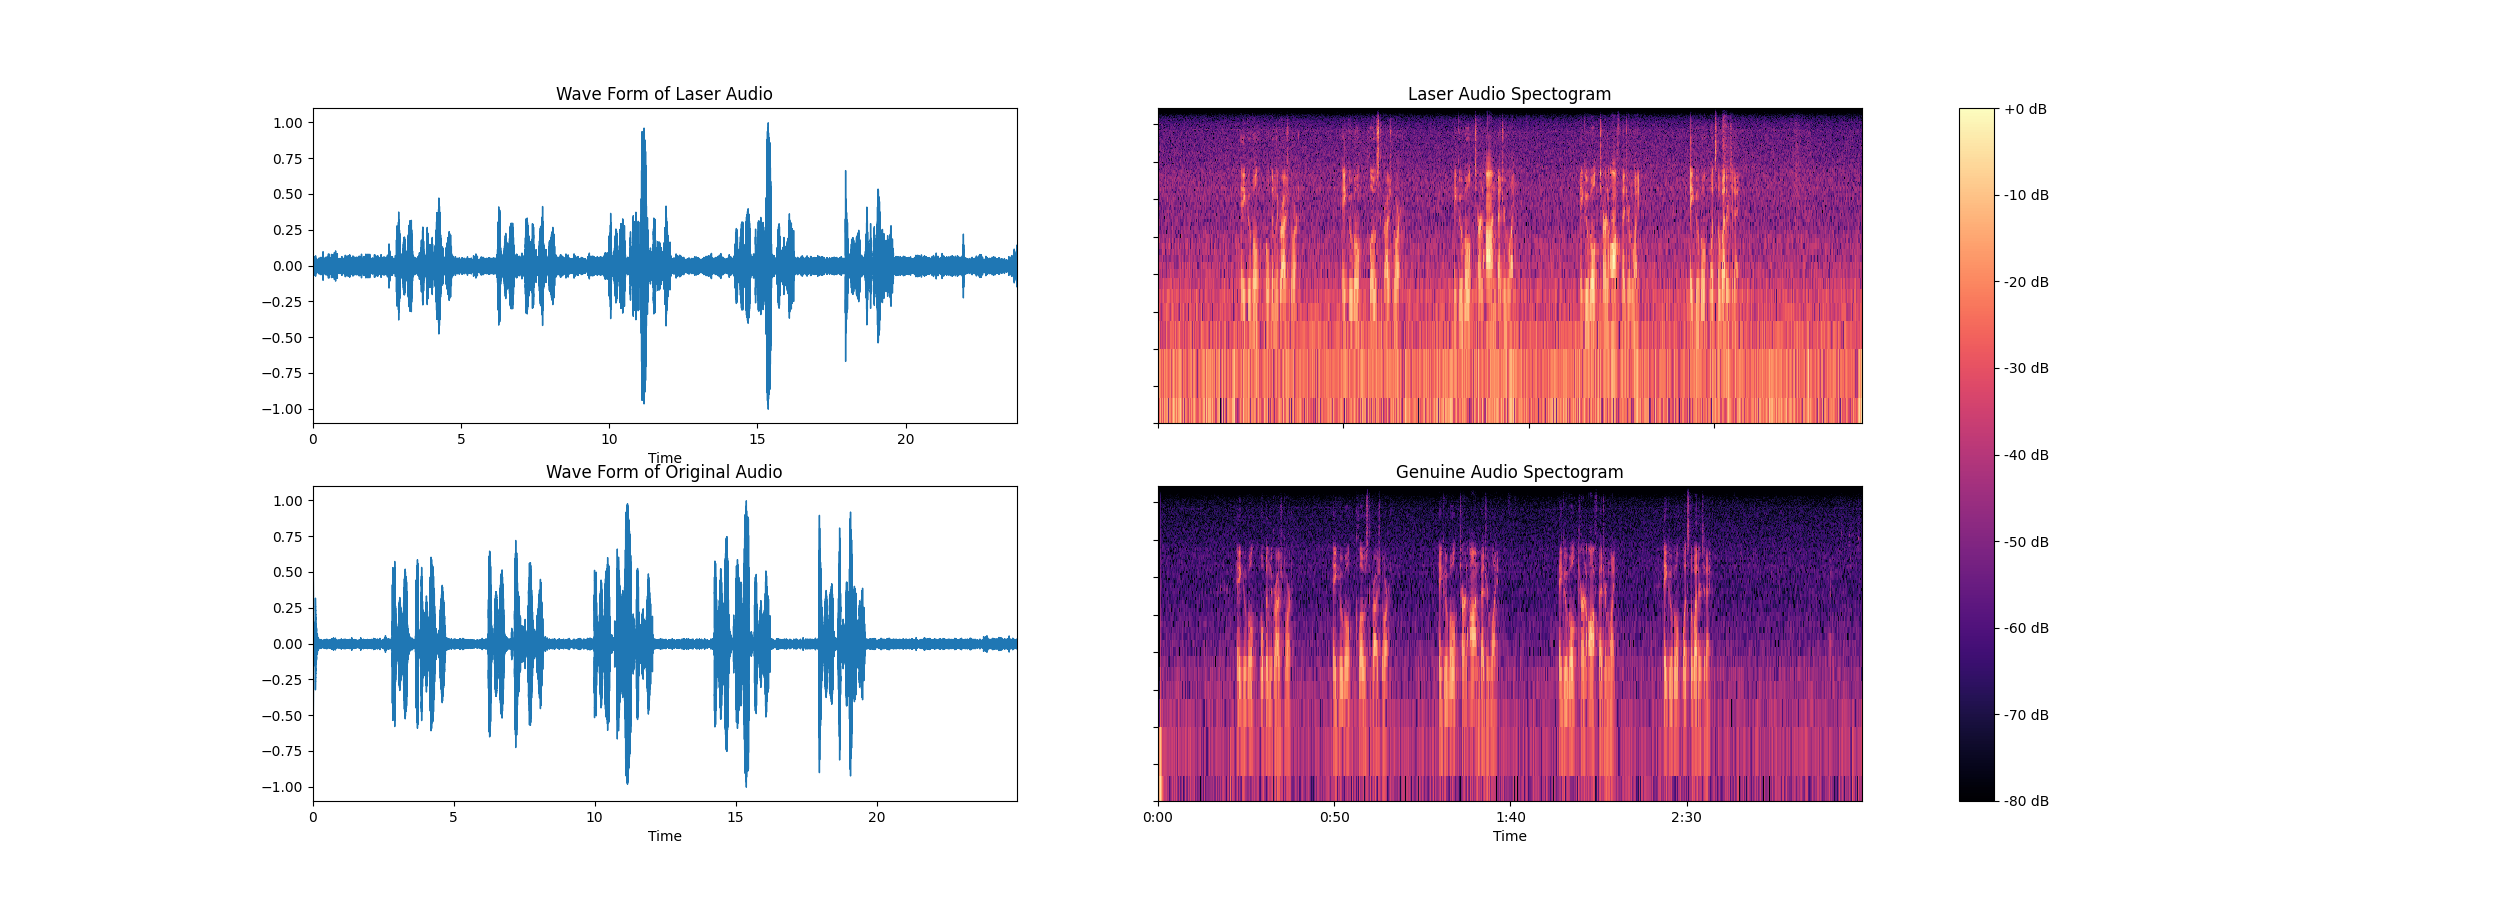 Wave Form of Laser Audio
1.00
0.75
0.50
0.25
0.00
−0.25
−0.50
−0.75
−1.00
0 5 10 15 20
Time
Laser Audio Spectogram
Wave Form of Original Audio
1.00
0.75
0.50
0.25
0.00
−0.25
−0.50
−0.75
−1.00
0 5 10 15 20
Time
Genuine Audio Spectogram
0:00 0:50 1:40 2:30
Time
+0 dB
-10 dB
-20 dB
-30 dB
-40 dB
-50 dB
-60 dB
-70 dB
-80 dB